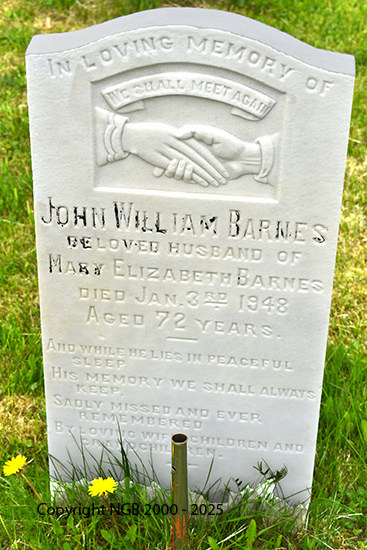 IN LOVING MEMORY OF
WE SHALL MEET AGAIN
JOHN WILLIAM BARNES
BELOVED HUSBAND OF
MARY ELIZABETH BARNES
DIED JAN. 3RD 1948
AGED 72 YEARS.
AND WHILE HE LIES IN PEACEFUL
SLEEP
HIS MEMORY WE SHALL ALWAYS
KEEP.
SADLY MISSED AND EVER
REMEMBERED
BY LOVING WIFE CHILDREN AND
GRANDCHILDREN.
Copyright NGB 2000 - 2025